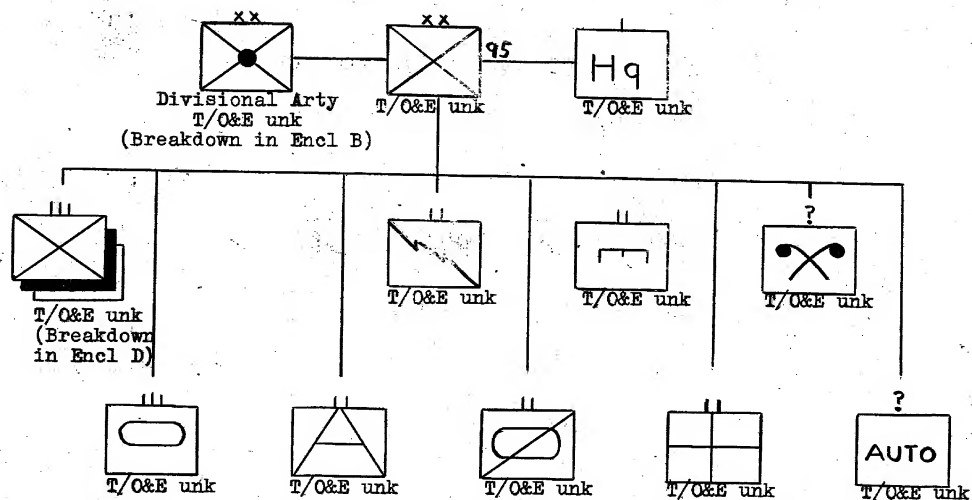 XX
XX
95
Hq
Divisional Arty
T/O&E unk
(Breakdown in Encl B)
T/O&E unk
T/O&E unk
III
II
II
?
T/O&E unk
(Breakdown
in Encl D)
T/O&E unk
T/O&E unk
T/O&E unk
III
II
II
II
?
AUTO
T/O&E unk
T/O&E unk
T/O&E unk
T/O&E unk
T/O&E unk